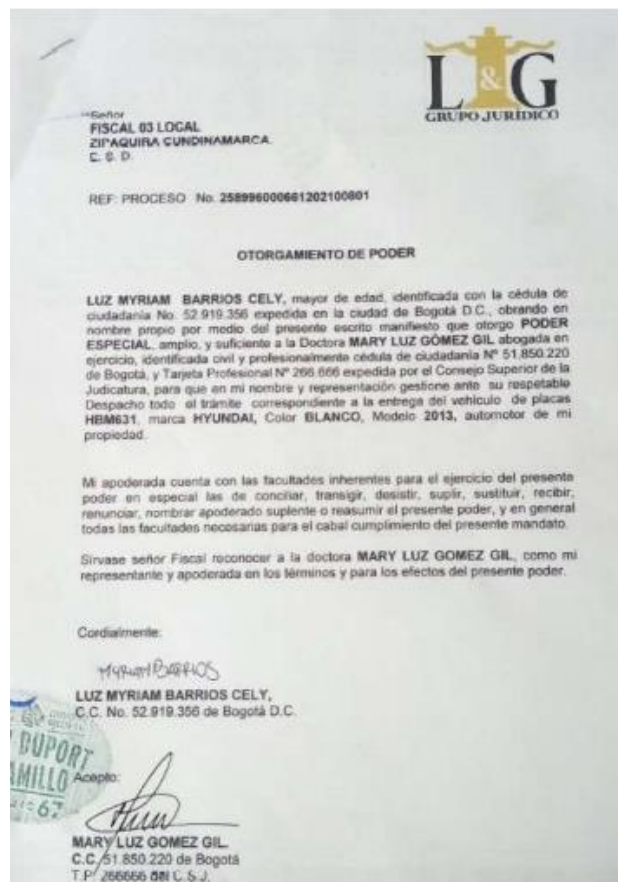 L&G
GRUPO JURÍDICO
Señor
FISCAL 03 LOCAL
ZIPAQUIRA CUNDINAMARCA.
E. S. D.
REF: PROCESO No. 258996000661202100601
OTORGAMIENTO DE PODER
LUZ MYRIAM BARRIOS CELY, mayor de edad, identificada con la cédula de
ciudadanía No. 52.919.356 expedida en la ciudad de Bogotá D.C., obrando en
nombre propio por medio del presente escrito manifiesto que otorgo PODER
ESPECIAL, amplio, y suficiente a la Doctora MARY LUZ GÓMEZ GIL abogada en
ejercicio, identificada civil y profesionalmente cédula de ciudadanía Nº 51.850.220
de Bogotá, y Tarjeta Profesional Nº 266.666 expedida por el Consejo Superior de la
Judicatura, para que en mi nombre y representación gestione ante su respetable
Despacho todo el trámite correspondiente a la entrega del vehículo de placas
HBM631, marca HYUNDAI, Color BLANCO, Modelo 2013, automotor de mi
propiedad.
Mi apoderada cuenta con las facultades inherentes para el ejercicio del presente
poder en especial las de conciliar, transigir, desistir, suplir, sustituir, recibir,
renunciar, nombrar apoderado suplente o reasumir el presente poder, y en general
todas las facultades necesarias para el cabal cumplimiento del presente mandato.
Sírvase señor Fiscal reconocer a la doctora MARY LUZ GOMEZ GIL, como mi
representante y apoderada en los términos y para los efectos del presente poder.
Cordialmente:
MYRIAM BARRIOS
LUZ MYRIAM BARRIOS CELY,
C.C. No. 52.919.356 de Bogotá D.C.
DUPORT
AMILLO
67
Acepto:
MARY LUZ GOMEZ GIL.
C.C. 51.850.220 de Bogotá
T.P. 266666 del C.S.J.